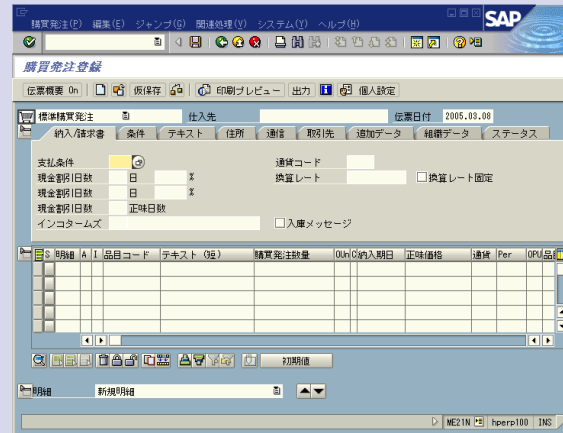 購買発注(P) 編集(E) ジャンプ(G) 関連処理(V) システム(Y) ヘルプ(H)
SAP
購買発注登録
伝票概要 On 仮保存 印刷プレビュー 出力 個人設定
標準購買発注 仕入先 伝票日付 2005.03.08
納入/請求書 条件 テキスト 住所 通信 取引先 追加データ 組織データ ステータス
支払条件 通貨コード
現金割引日数 日 % 換算レート 換算レート固定
現金割引日数 日 %
現金割引日数 正味日数
インコタームズ 入庫メッセージ
S 明細 A I 品目コード テキスト (短) 購買発注数量 OUn C 納入期日 正味価格 通貨 Per OPU 品
初期値
明細 新規明細
ME21N hperp100 INS